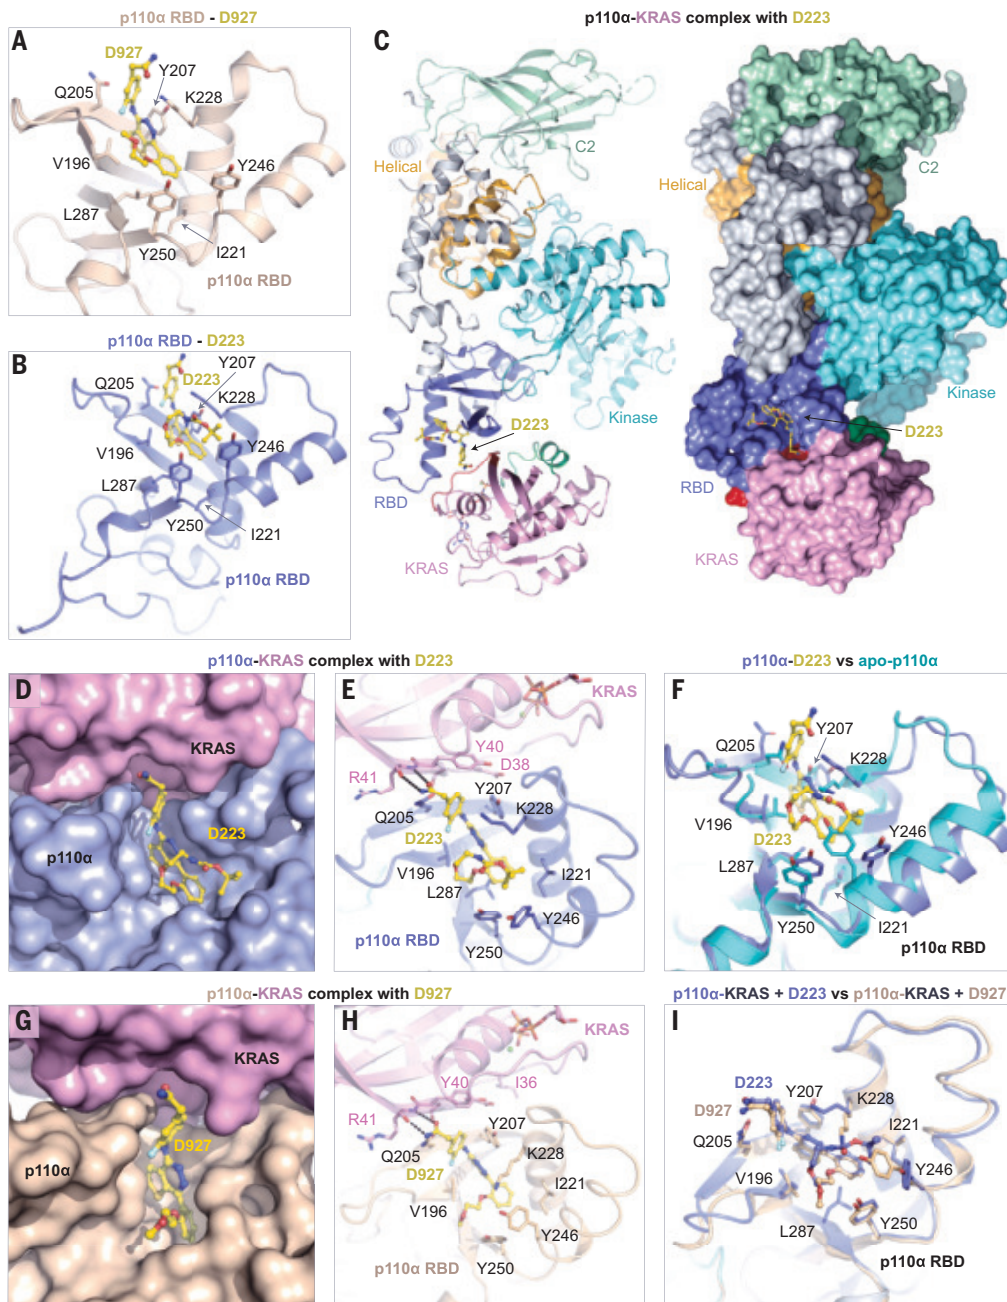 p110α RBD - D927
A
D927
Y207
Q205
K228
V196
Y246
L287
Y250
I221
p110α RBD
p110α RBD - D223
B
Y207
D223
Q205
K228
V196
Y246
L287
Y250
I221
p110α RBD
p110α-KRAS complex with D223
C
C2
Helical
Kinase
D223
RBD
KRAS
C2
Helical
Kinase
D223
RBD
KRAS
p110α-KRAS complex with D223
D
KRAS
D223
p110α
E
KRAS
Y40
D38
R41
Y207
Q205
K228
D223
V196
L287
I221
Y246
p110α RBD
Y250
p110α-D223 vs apo-p110α
F
Y207
Q205
K228
V196
D223
Y246
L287
Y250
I221
p110α RBD
p110α-KRAS complex with D927
G
KRAS
D927
p110α
H
KRAS
Y40
I36
R41
Y207
Q205
K228
D927
I221
V196
Y246
p110α RBD
Y250
p110α-KRAS + D223 vs p110α-KRAS + D927
I
D223
Y207
K228
D927
I221
Q205
V196
Y246
L287
Y250
p110α RBD